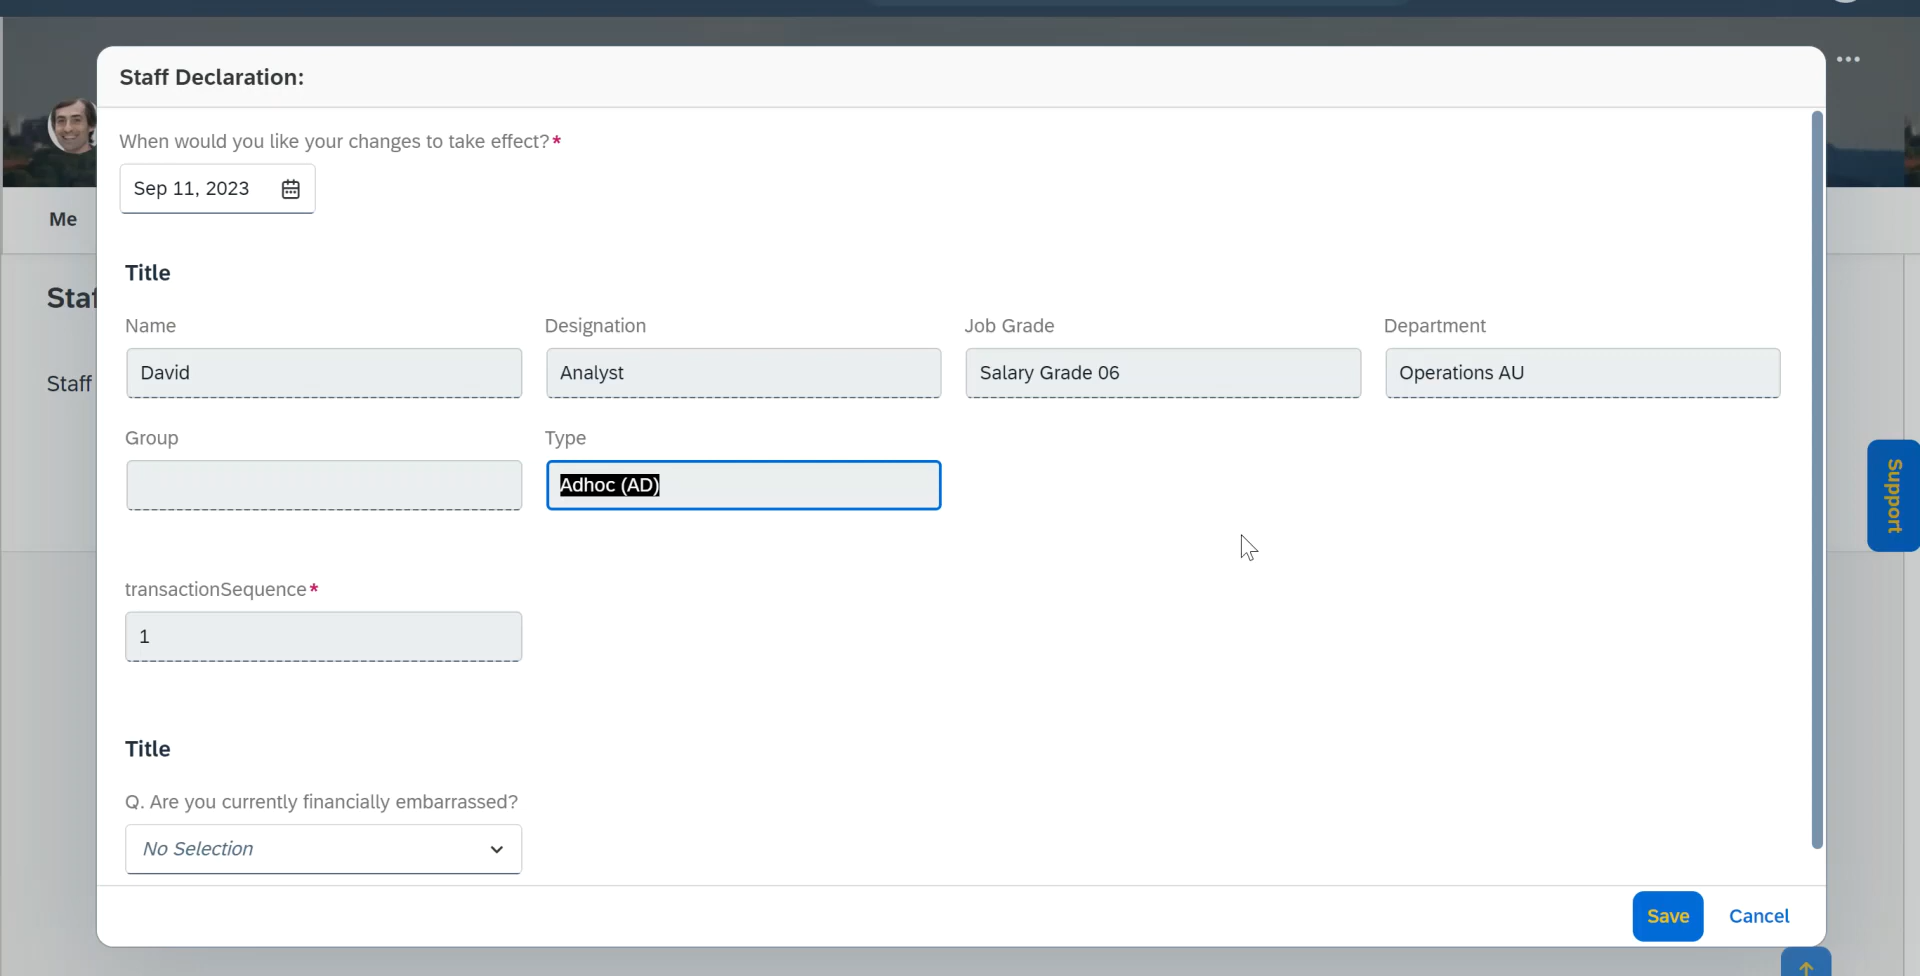 Staff Declaration:
When would you like your changes to take effect?*
Sep 11, 2023
Me
Title
Staf
Name Designation Job Grade Department
David Analyst Salary Grade 06 Operations AU
Staff
Group Type
Adhoc (AD)
Support
transactionSequence*
1
Title
Q. Are you currently financially embarrassed?
No Selection
Save Cancel